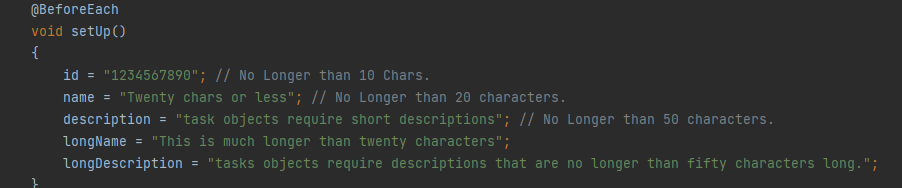 @BeforeEach
void setUp()
{
id = "1234567890"; // No Longer than 10 Chars.
name = "Twenty chars or less"; // No Longer than 20 characters.
description = "task objects require short descriptions"; // No Longer than 50 characters.
longName = "This is much longer than twenty characters";
longDescription = "tasks objects require descriptions that are no longer than fifty characters long.";
}